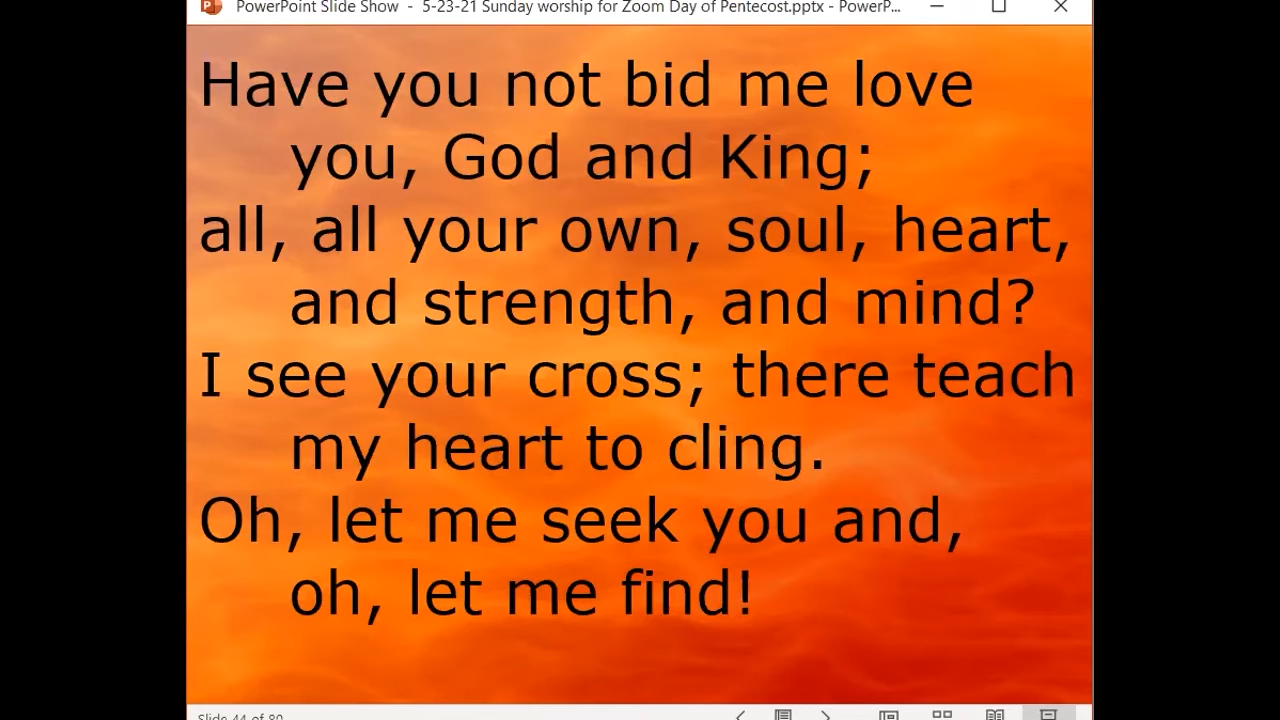 PowerPoint Slide Show - 5-23-21 Sunday worship for Zoom Day of Pentecost.pptx - PowerP...
Have you not bid me love
you, God and King;
all, all your own, soul, heart,
and strength, and mind?
I see your cross; there teach
my heart to cling.
Oh, let me seek you and,
oh, let me find!
Slide 44 of 80